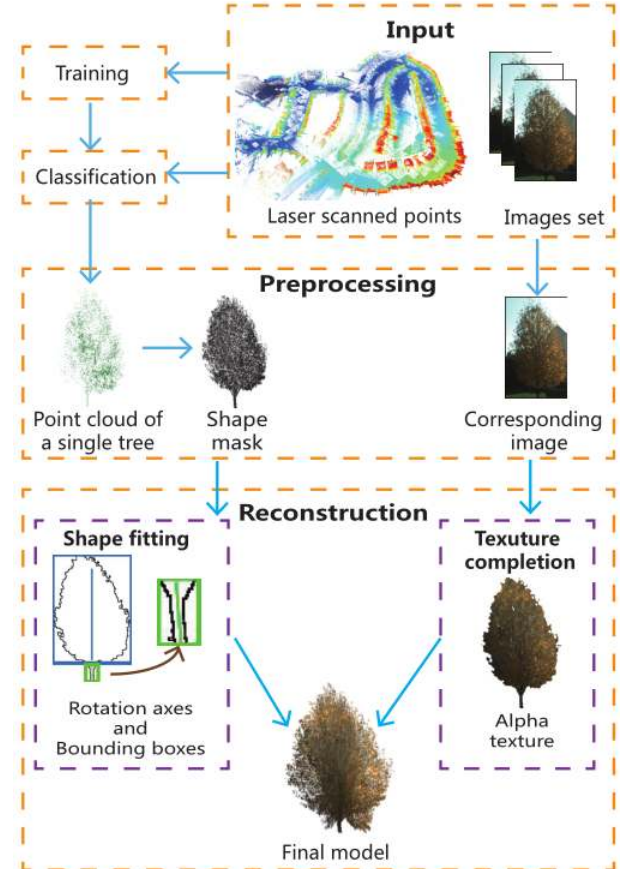 Input
Training
Classification
Laser scanned points
Images set
Preprocessing
Point cloud of
a single tree
Shape
mask
Corresponding
image
Reconstruction
Shape fitting
Rotation axes
and
Bounding boxes
Texuture
completion
Alpha
texture
Final model